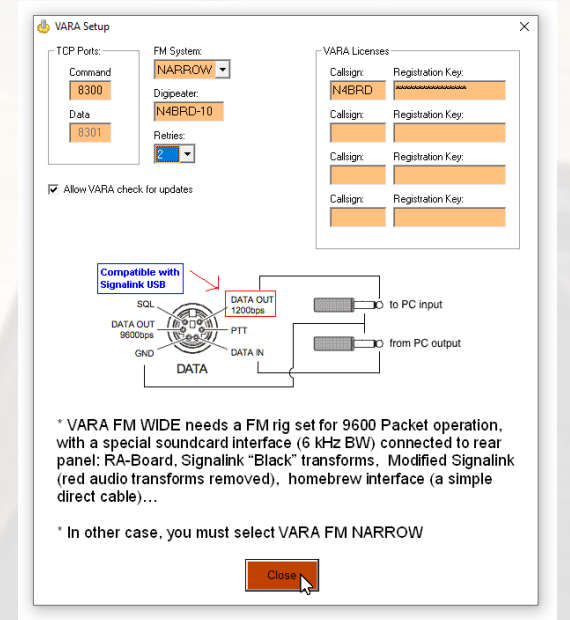 VARA Setup
TCP Ports:
Command
8300
Data
8301
FM System:
NARROW
Digipeater:
N4BRD-10
Retries:
2
Allow VARA check for updates
VARA Licenses
Callsign: Registration Key:
N4BRD ****************
Callsign: Registration Key:
Callsign: Registration Key:
Callsign: Registration Key:
Compatible with
Signalink USB
SQL
DATA OUT
1200bps
DATA OUT
9600bps
PTT
GND
DATA IN
DATA
to PC input
from PC output
* VARA FM WIDE needs a FM rig set for 9600 Packet operation,
with a special soundcard interface (6 kHz BW) connected to rear
panel: RA-Board, Signalink “Black” transforms, Modified Signalink
(red audio transforms removed), homebrew interface (a simple
direct cable)…
* In other case, you must select VARA FM NARROW
Close